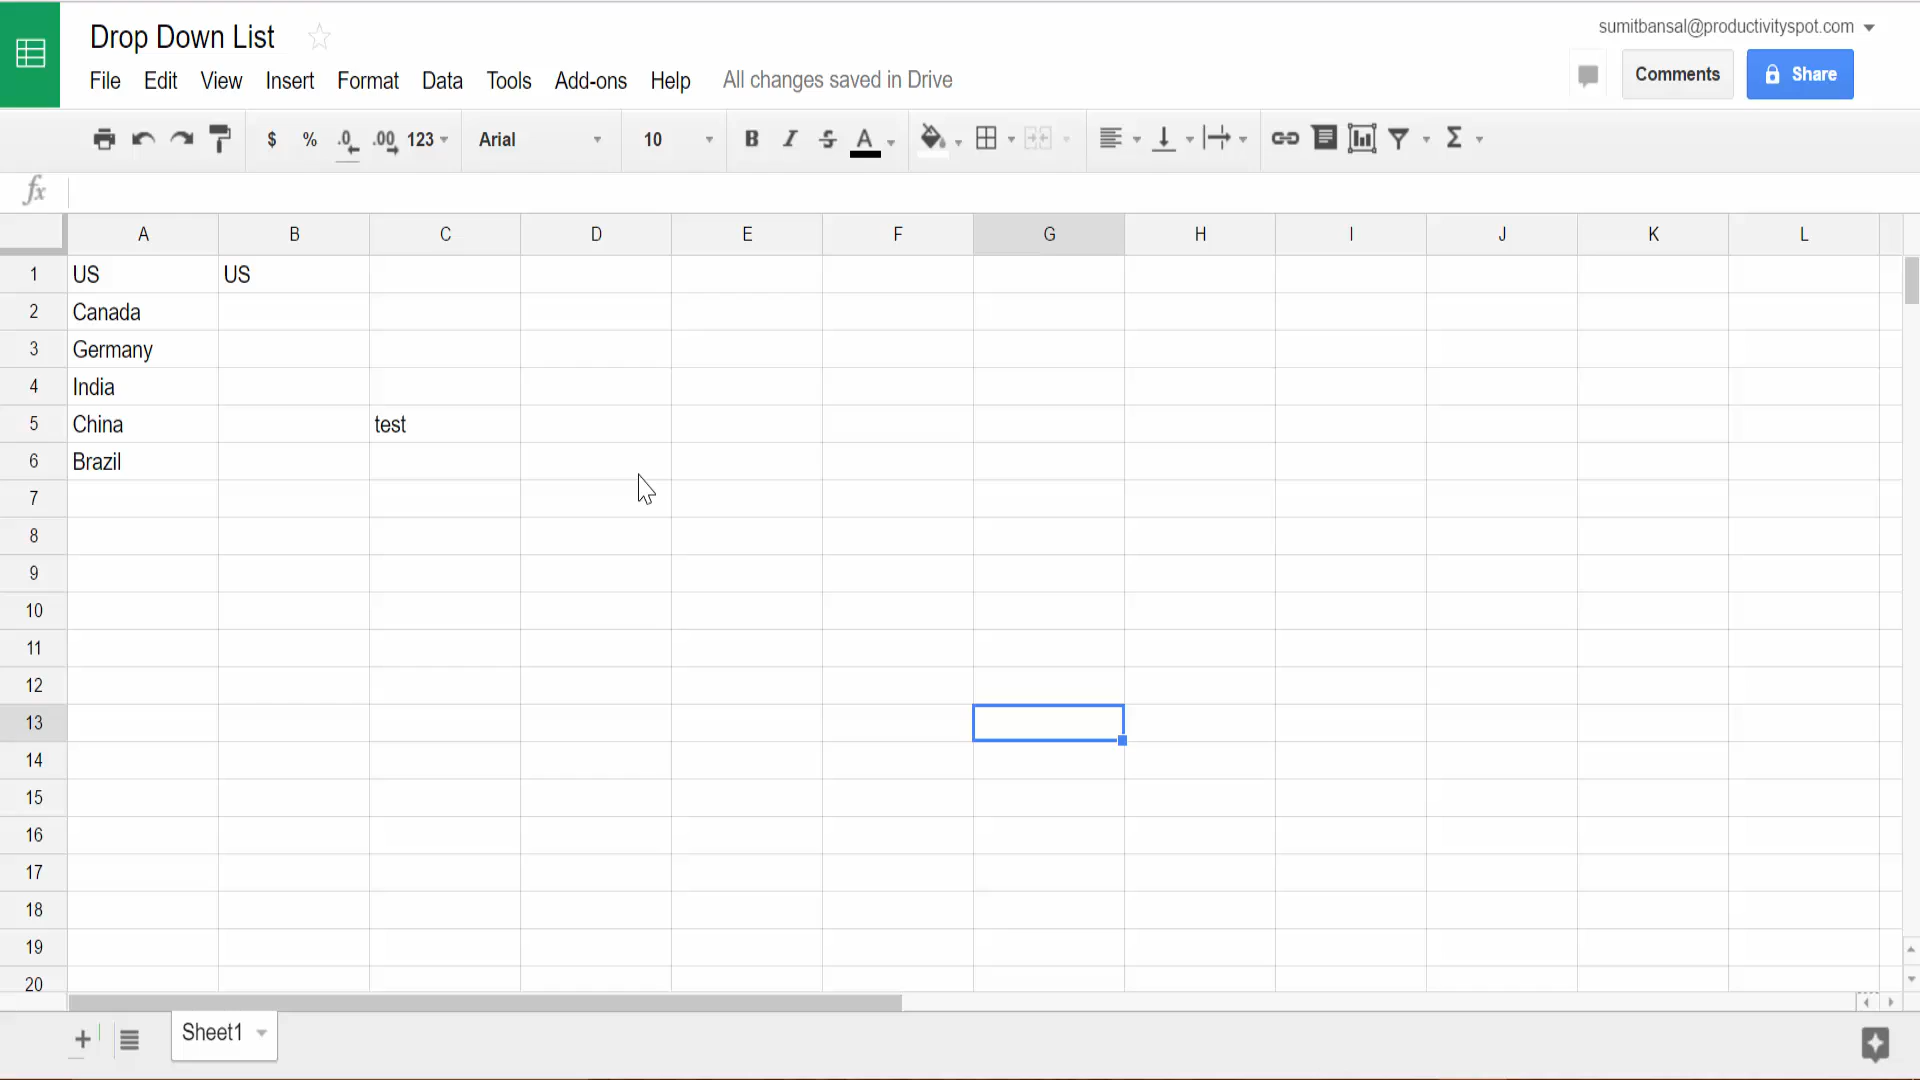 Drop Down List
sumitbansal@productivityspot.com
File Edit View Insert Format Data Tools Add-ons Help All changes saved in Drive
Comments Share
$ % .0 .00 123 Arial 10 B I S A Σ
fx
A B C D E F G H I J K L
1 US US
2 Canada
3 Germany
4 India
5 China test
6 Brazil
7
8
9
10
11
12
13
14
15
16
17
18
19
20
+ Sheet1